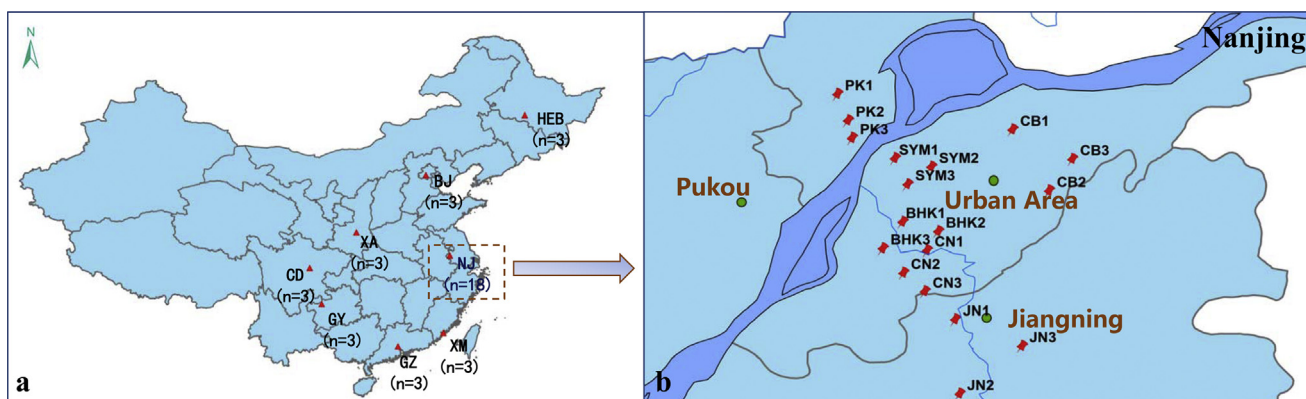 N
HEB
(n=3)
BJ
(n=3)
XA
(n=3)
CD
(n=3)
NJ
(n=18)
GY
(n=3)
GZ
(n=3)
XM
(n=3)
a
Nanjing
PK1
PK2
PK3
CB1
SYM1
SYM2
CB3
SYM3
CB2
Pukou
Urban Area
BHK1
BHK2
BHK3
CN1
CN2
CN3
JN1
Jiangning
JN3
JN2
b